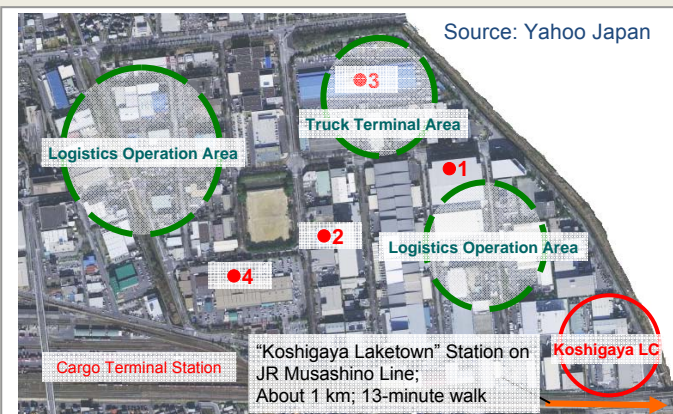 Source: Yahoo Japan
3
Truck Terminal Area
Logistics Operation Area
1
2
Logistics Operation Area
4
Koshigaya LC
Cargo Terminal Station
“Koshigaya Laketown” Station on
JR Musashino Line;
About 1 km; 13-minute walk